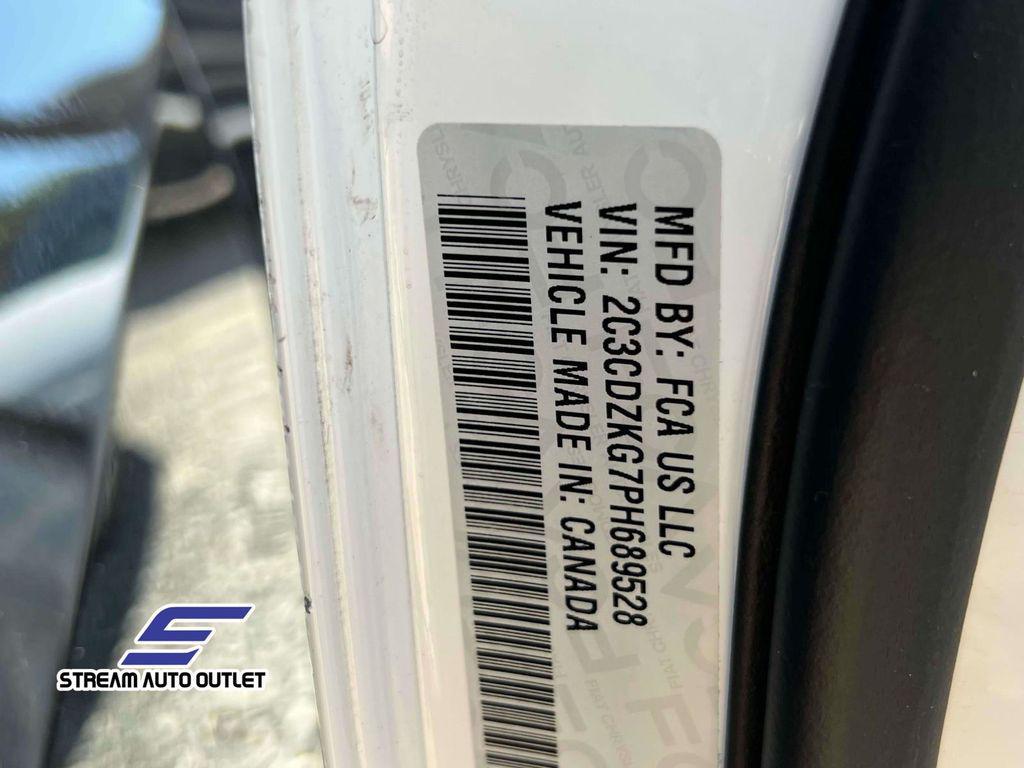 MFD BY: FCA US LLC
VIN: 2C3CDZKG7PH689528
VEHICLE MADE IN: CANADA
STREAM AUTO OUTLET